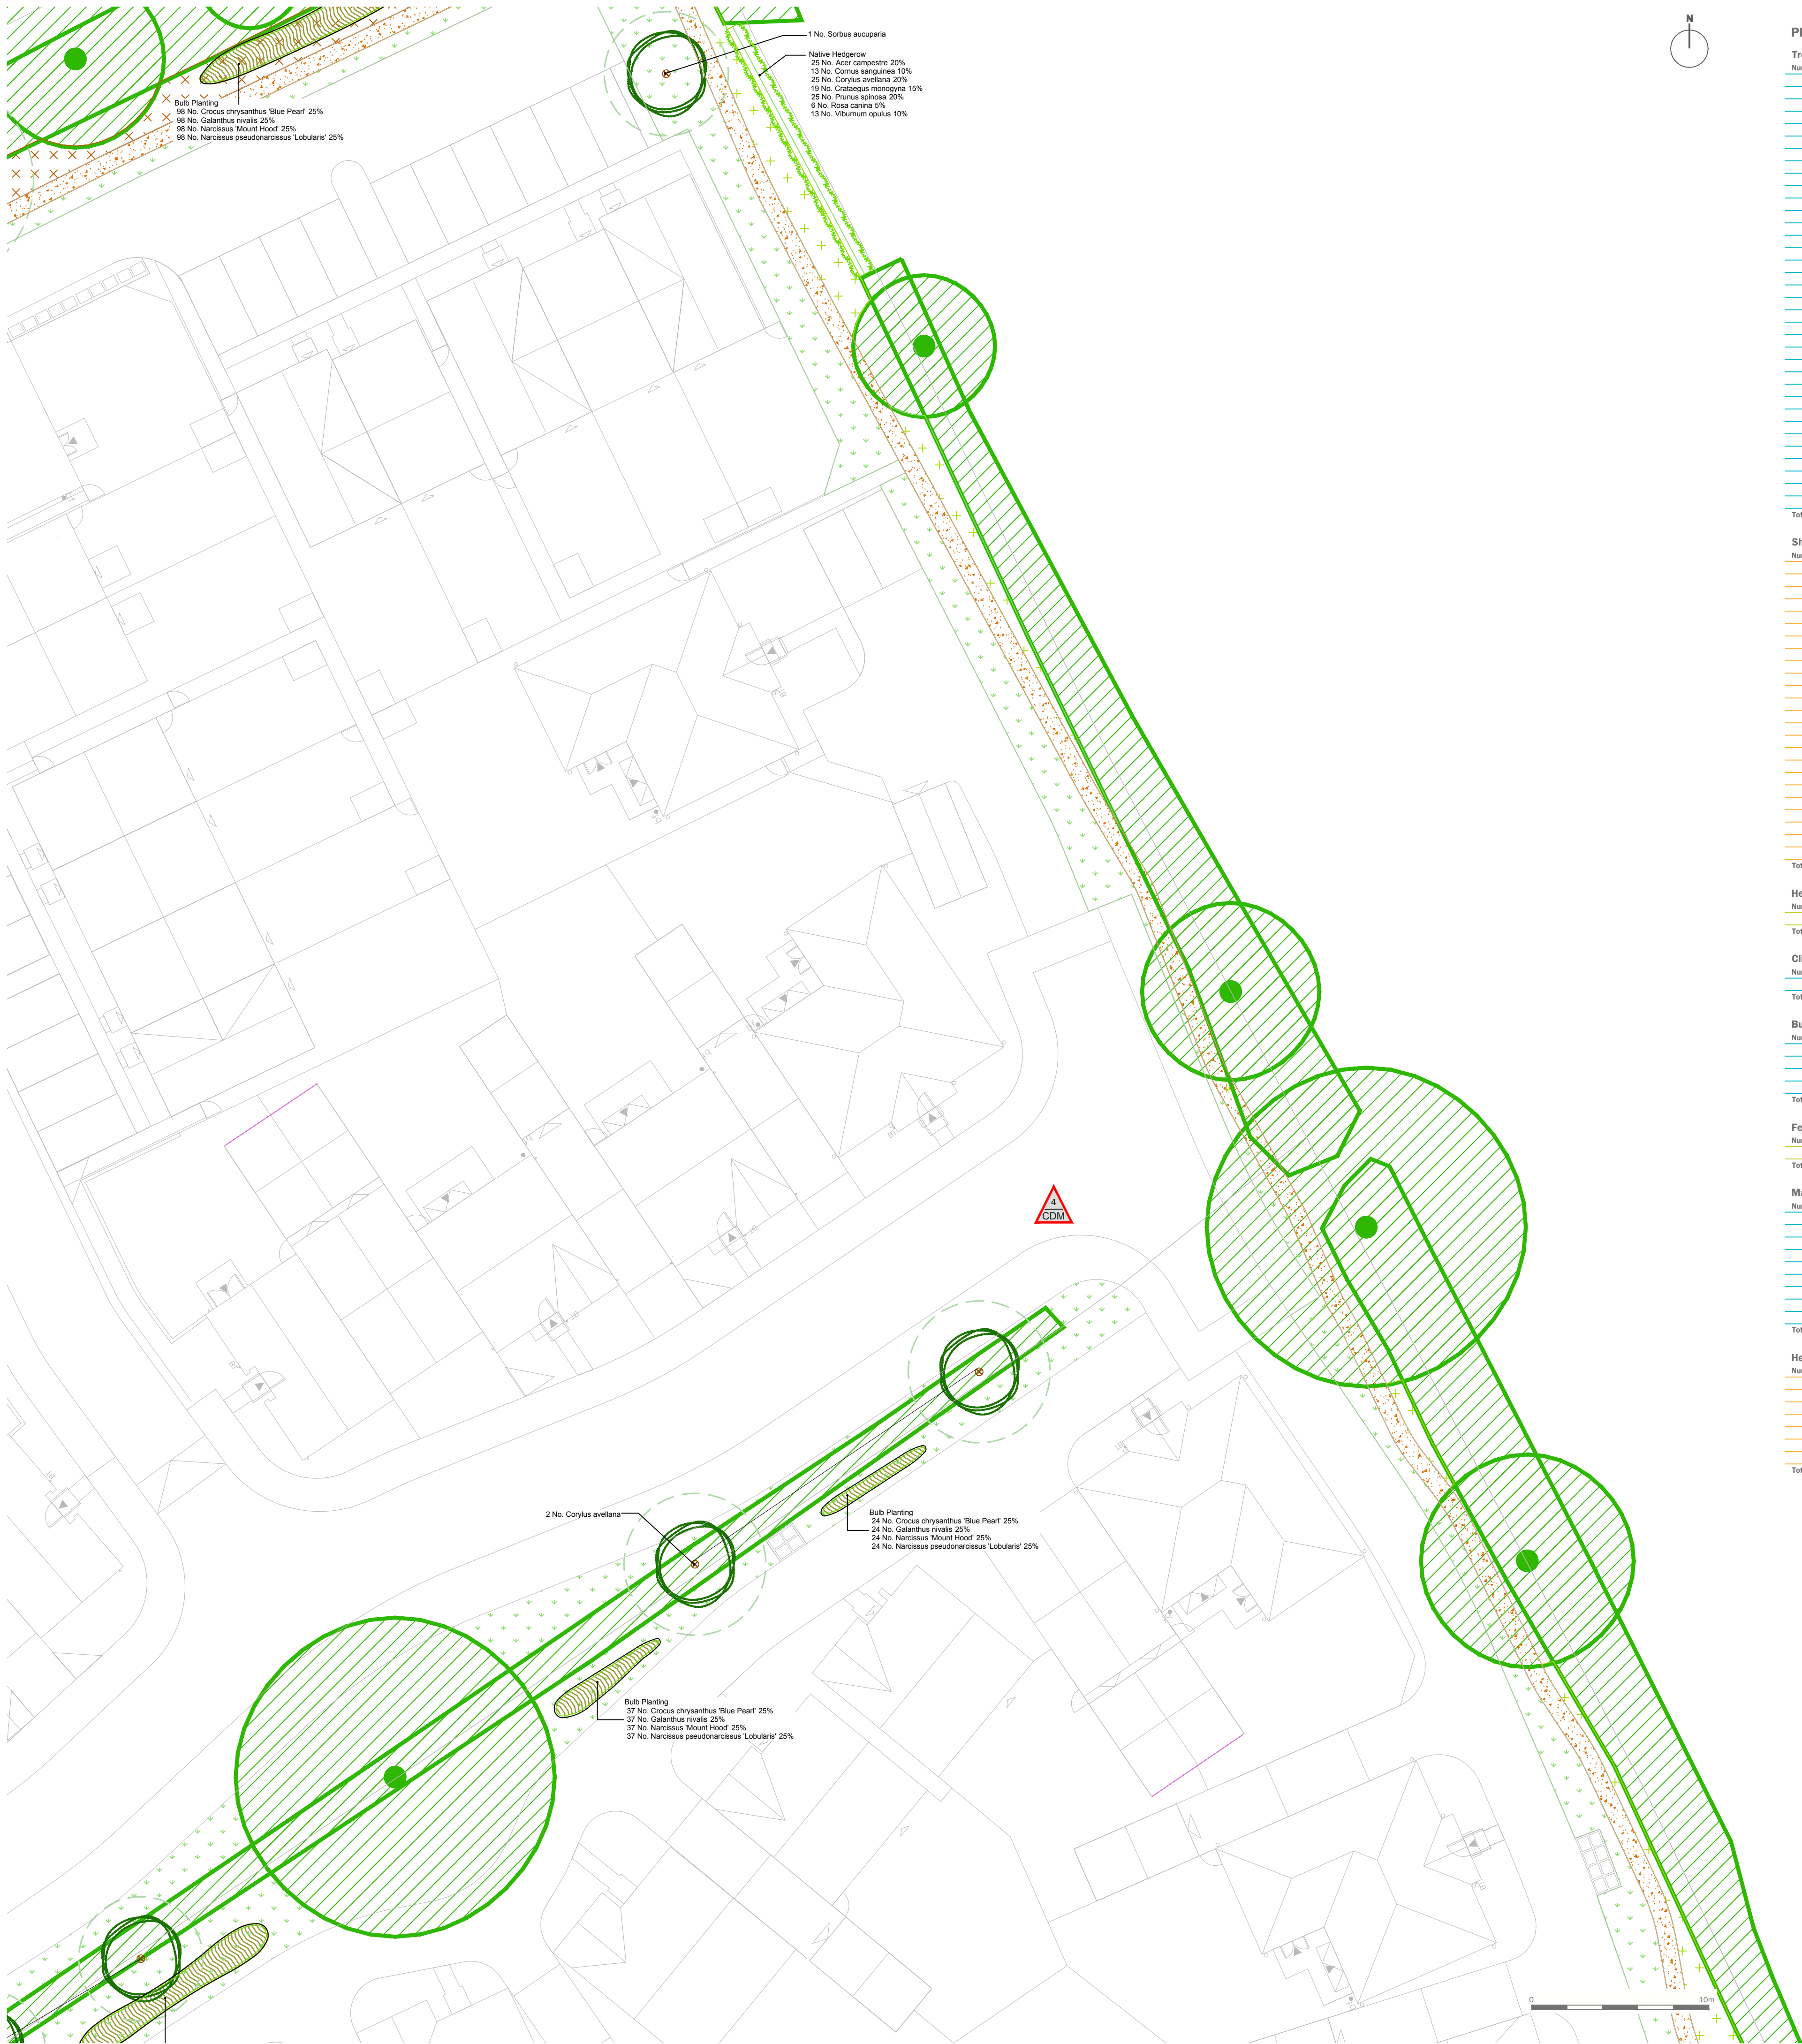 N
1 No. Sorbus aucuparia
Native Hedgerow
25 No. Acer campestre 20%
13 No. Cornus sanguinea 10%
25 No. Corylus avellana 20%
19 No. Crataegus monogyna 15%
25 No. Prunus spinosa 20%
6 No. Rosa canina 5%
13 No. Viburnum opulus 10%
Bulb Planting
98 No. Crocus chrysanthus 'Blue Pearl' 25%
98 No. Galanthus nivalis 25%
98 No. Narcissus 'Mount Hood' 25%
98 No. Narcissus pseudonarcissus 'Lobularis' 25%
4
CDM
2 No. Corylus avellana
Bulb Planting
24 No. Crocus chrysanthus 'Blue Pearl' 25%
24 No. Galanthus nivalis 25%
24 No. Narcissus 'Mount Hood' 25%
24 No. Narcissus pseudonarcissus 'Lobularis' 25%
Bulb Planting
37 No. Crocus chrysanthus 'Blue Pearl' 25%
37 No. Galanthus nivalis 25%
37 No. Narcissus 'Mount Hood' 25%
37 No. Narcissus pseudonarcissus 'Lobularis' 25%
0 10m